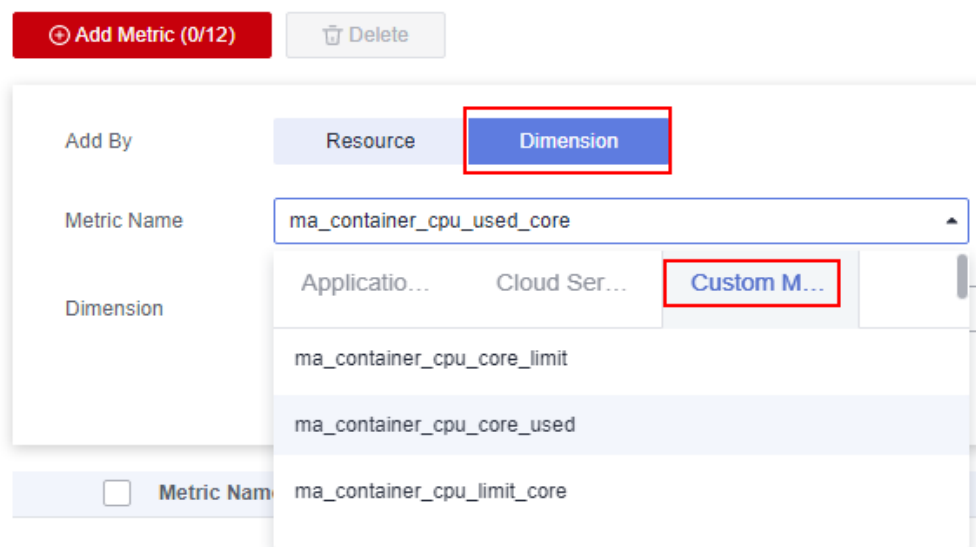 Add Metric (0/12) Delete
Add By Resource Dimension
Metric Name ma_container_cpu_used_core
Applicatio... Cloud Ser... Custom M...
Dimension
ma_container_cpu_core_limit
ma_container_cpu_core_used
Metric Nam ma_container_cpu_limit_core